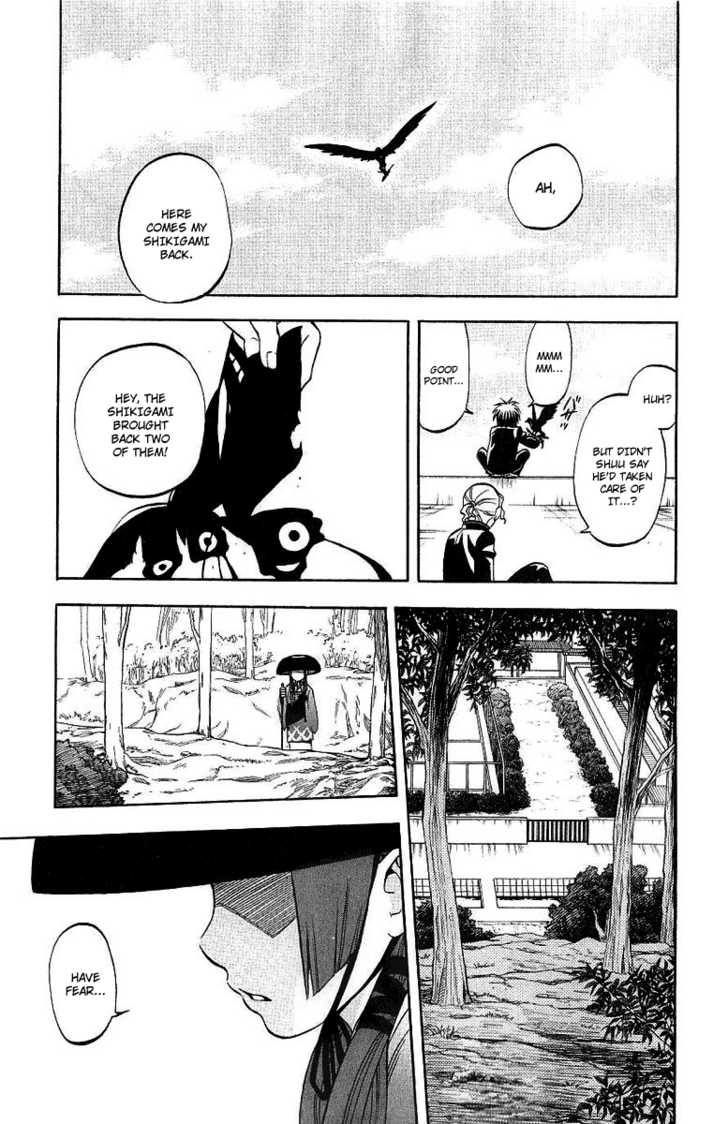 AH,
HERE
COMES MY
SHIKIGAMI
BACK.
HUH?
BUT DIDN'T
SHUU SAY
HE'D TAKEN
CARE OF
IT...?
MMM
MM...
GOOD
POINT...
HEY, THE
SHIKIGAMI
BROUGHT
BACK TWO
OF THEM!
HAVE
FEAR...